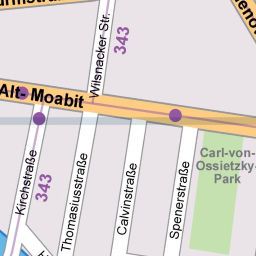 Wilsnacker Str.
343
Alt- Moabit
Kirchstraße
343
Thomasiusstraße
Calvinstraße
Spenerstraße
Carl-von-
Ossietzky-
Park